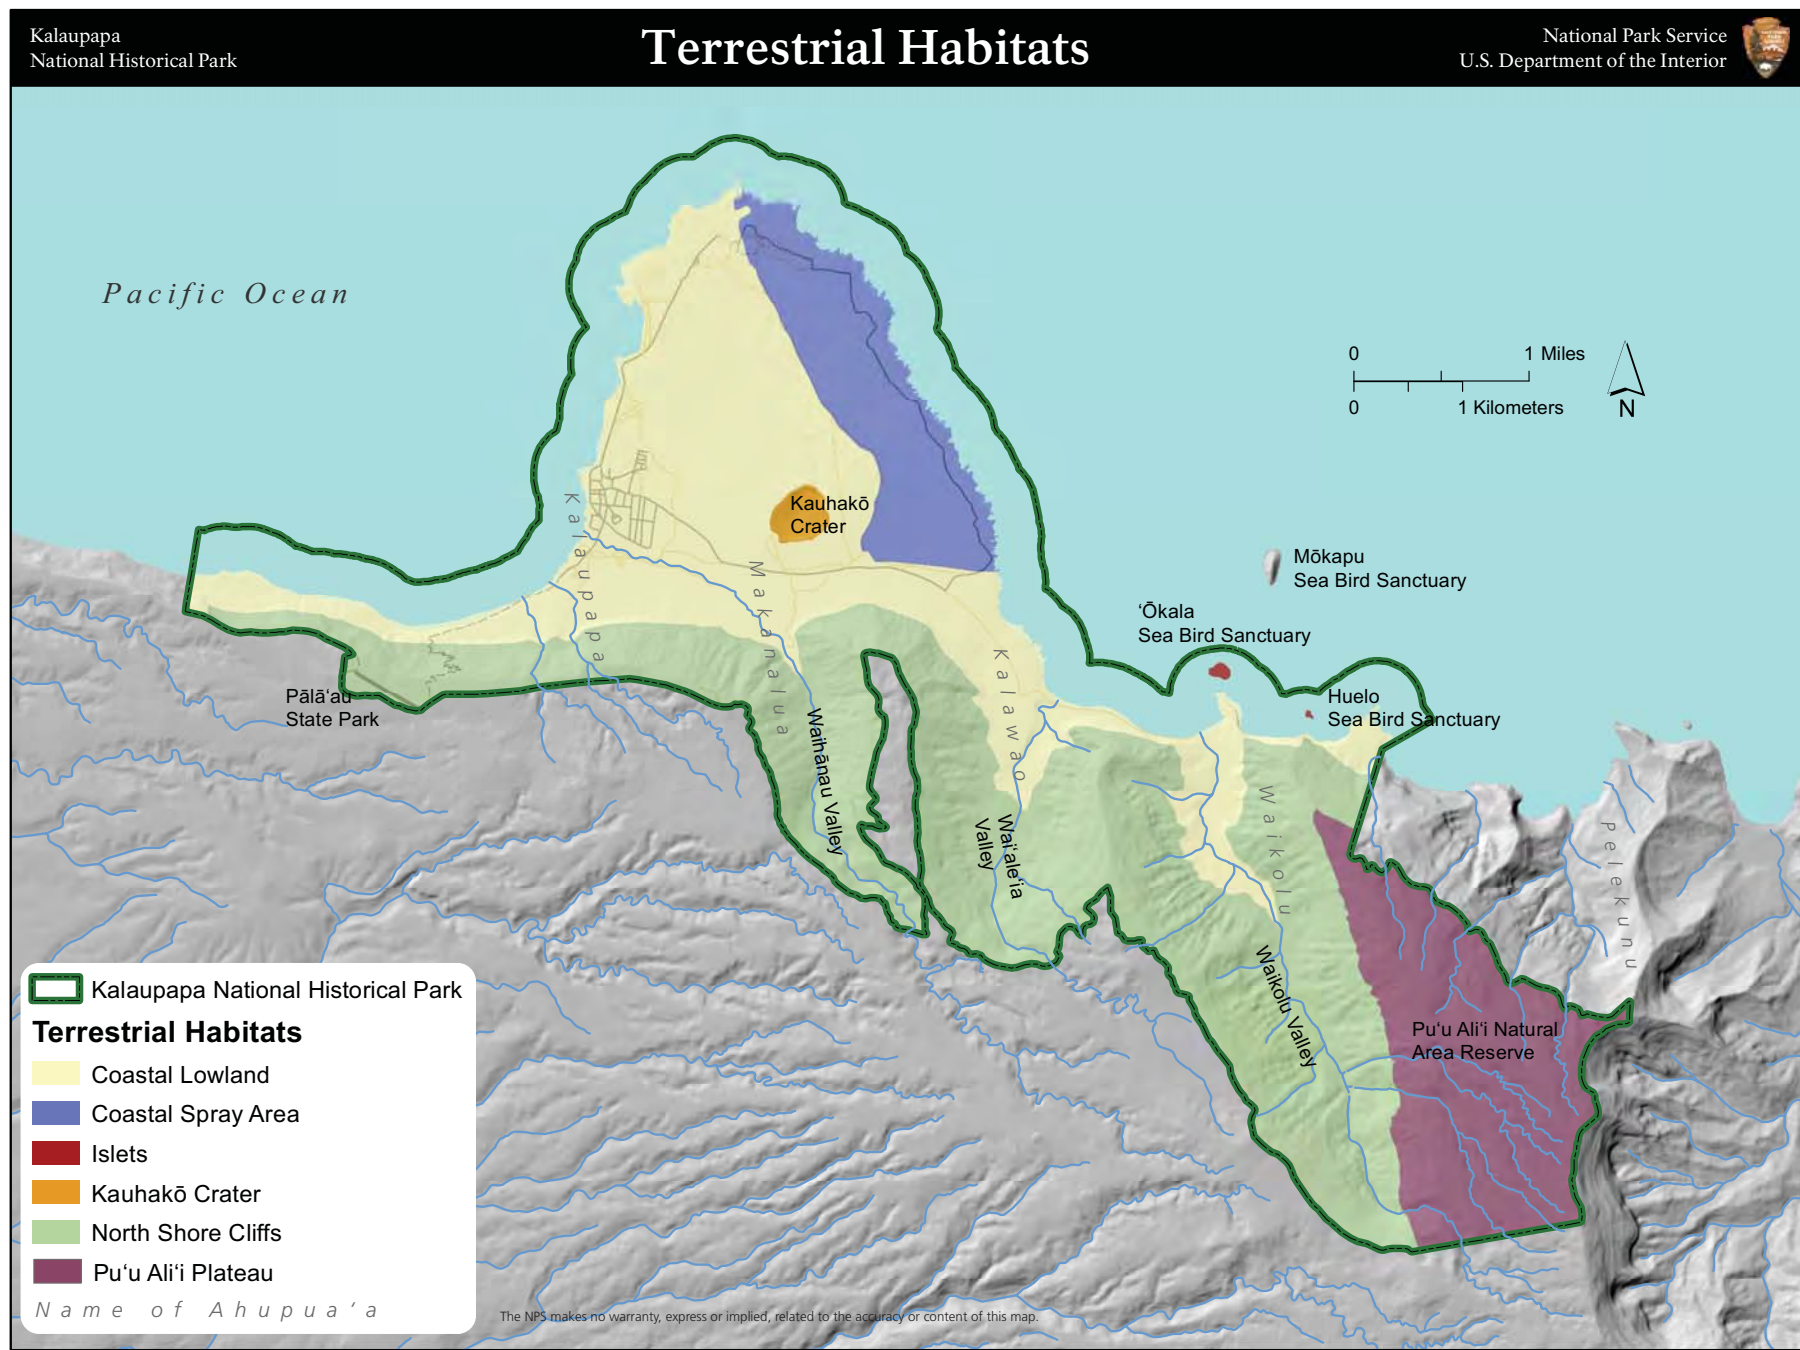 Kalaupapa
National Historical Park
Terrestrial Habitats
National Park Service
U.S. Department of the Interior
Pacific Ocean
0 1 Miles
0 1 Kilometers
N
Kauhakō
Crater
Mōkapu
Sea Bird Sanctuary
ʻŌkala
Sea Bird Sanctuary
Huelo
Sea Bird Sanctuary
Kalaupapa
Makanalua
Kalawao
Waikolu
Pelekunu
Pālāʻau
State Park
Waihānau Valley
Waiʻaleʻia
Valley
Waikolu Valley
Puʻu Aliʻi Natural
Area Reserve
Kalaupapa National Historical Park
Terrestrial Habitats
Coastal Lowland
Coastal Spray Area
Islets
Kauhakō Crater
North Shore Cliffs
Puʻu Aliʻi Plateau
Name of Ahupuaʻa
The NPS makes no warranty, express or implied, related to the accuracy or content of this map.